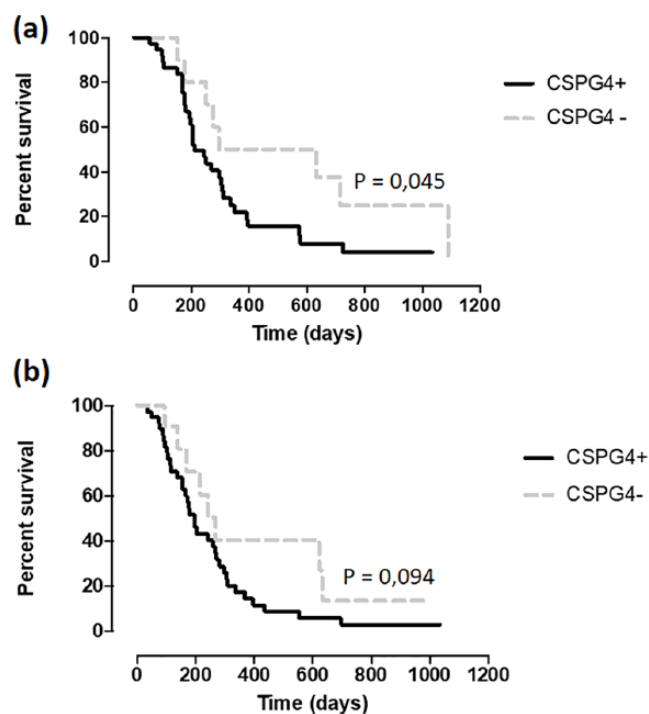 (a)
Percent survival
100
80
60
40
20
0
0 200 400 600 800 1000 1200
Time (days)
CSPG4+
CSPG4 -
P = 0,045
(b)
Percent survival
100
80
60
40
20
0
0 200 400 600 800 1000 1200
Time (days)
CSPG4+
CSPG4-
P = 0,094